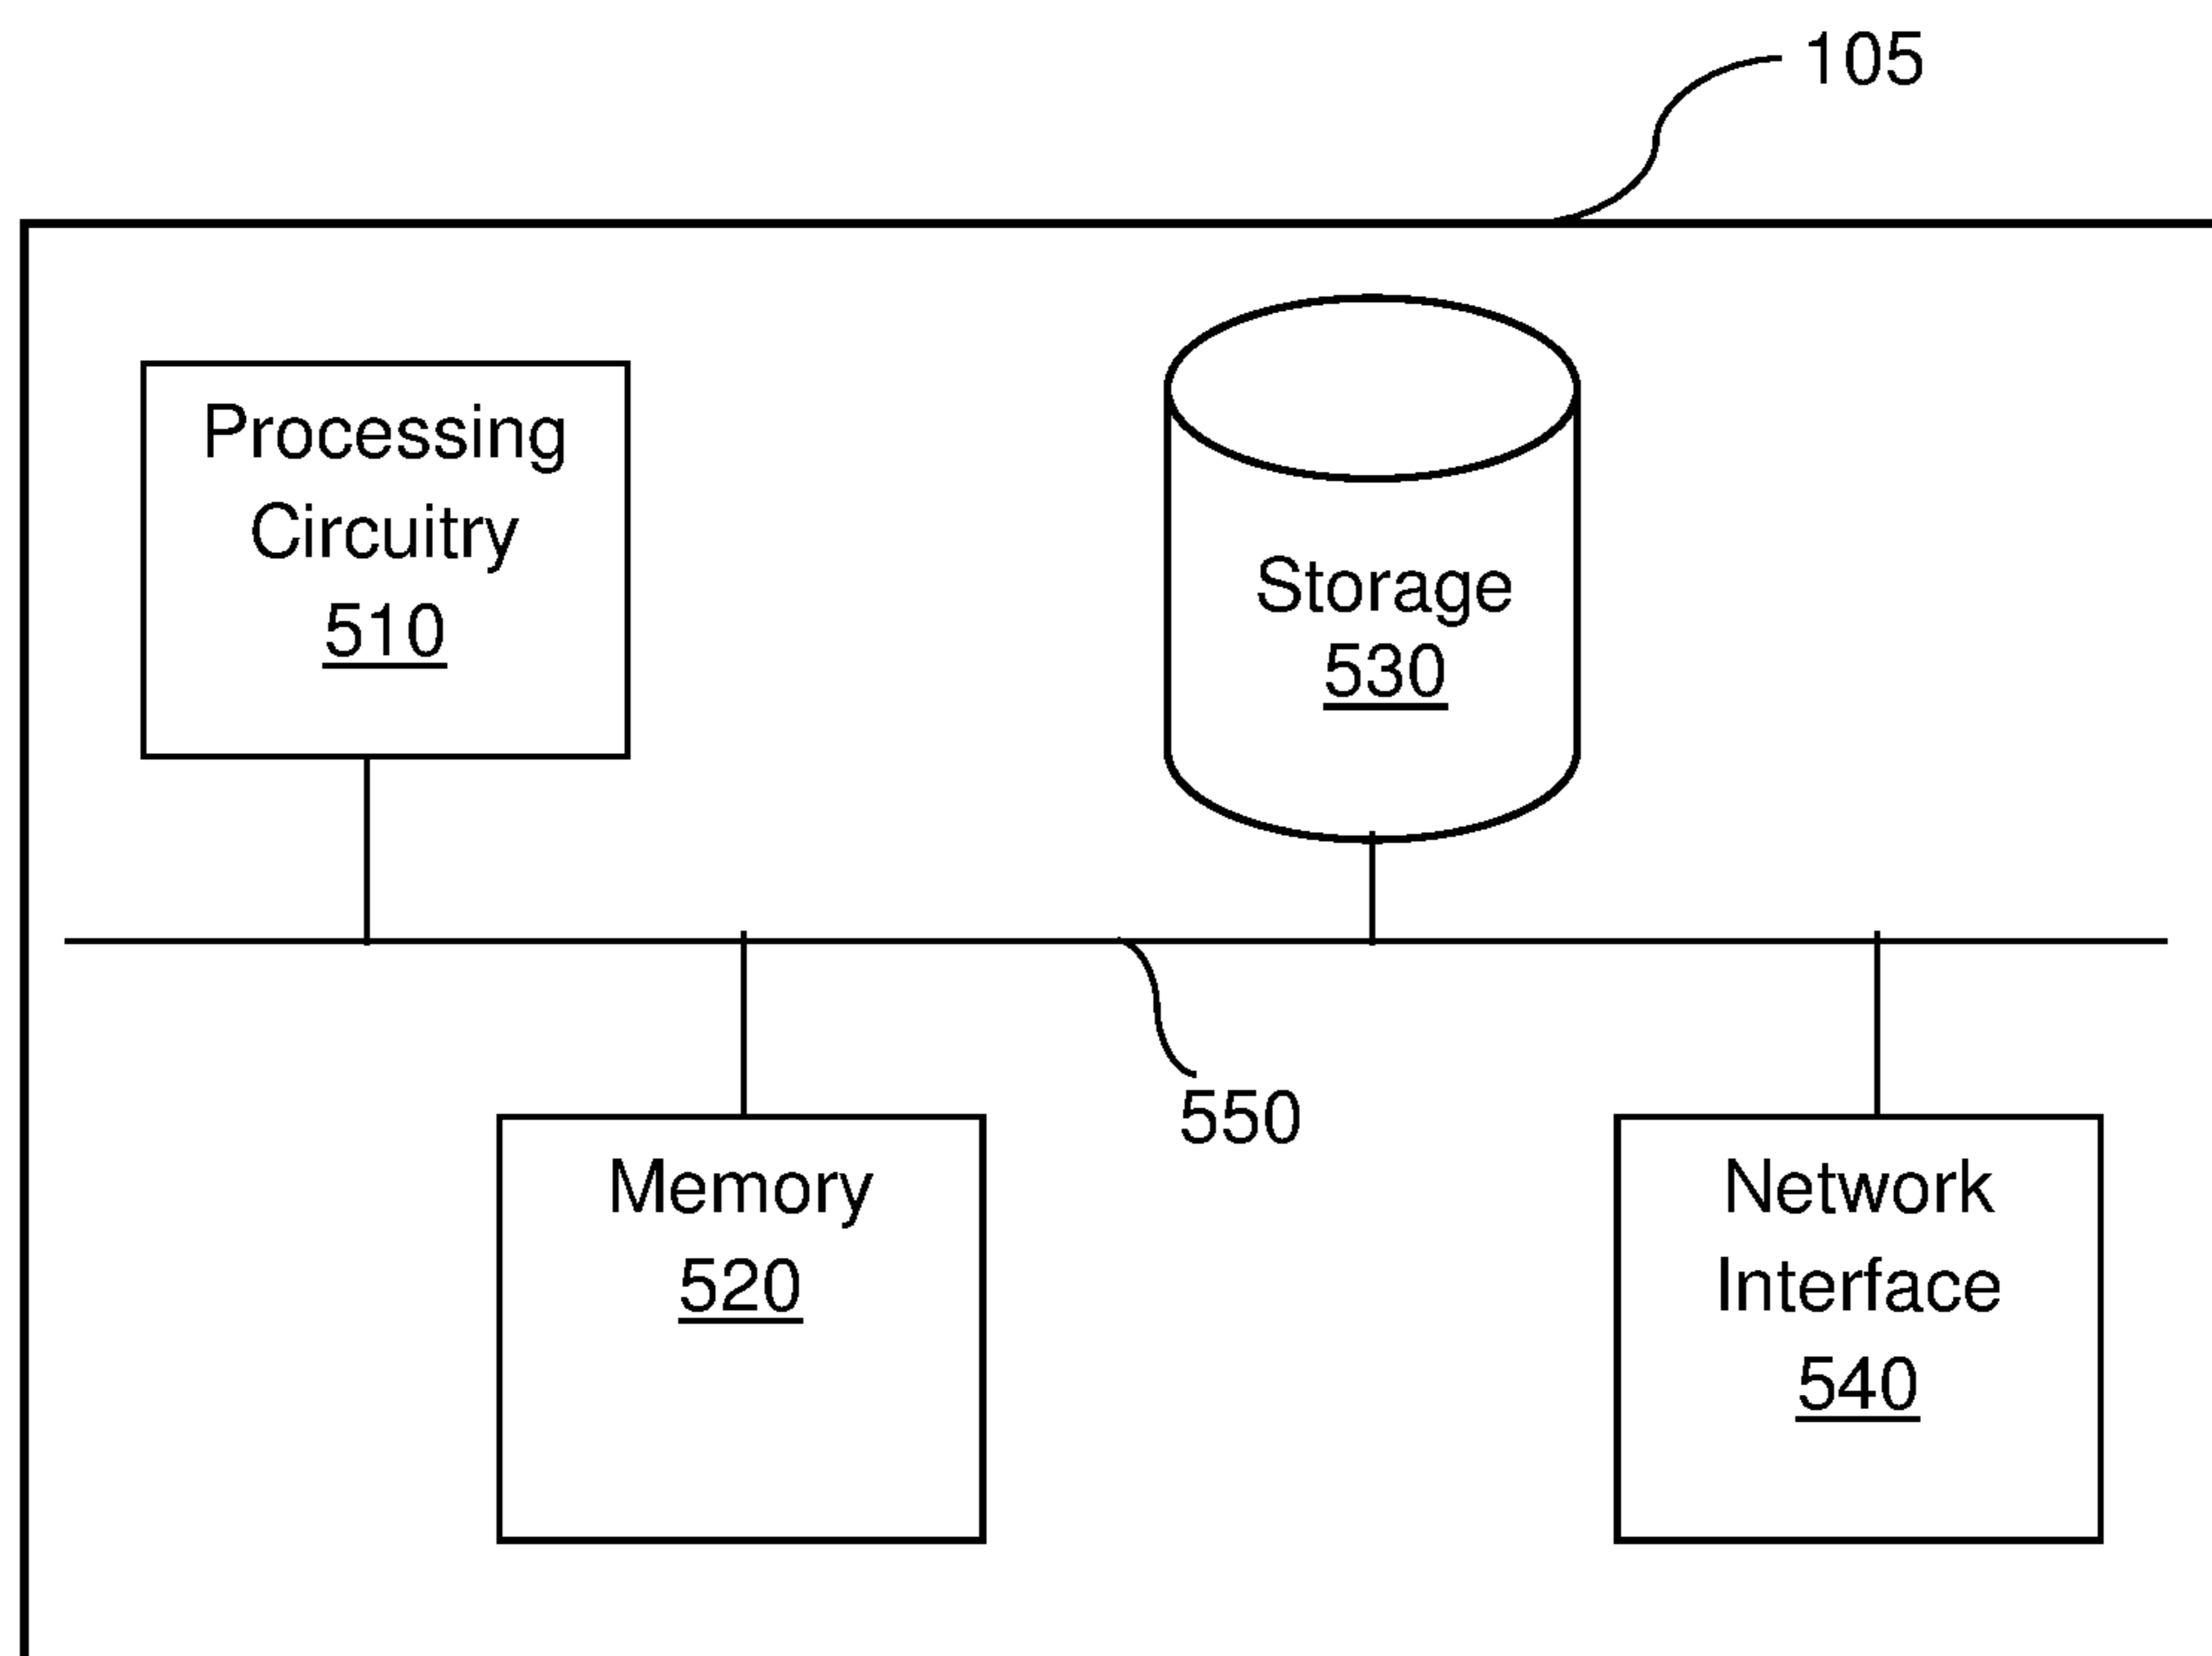 105
Processing
Circuitry
510
Storage
530
550
Memory
520
Network
Interface
540